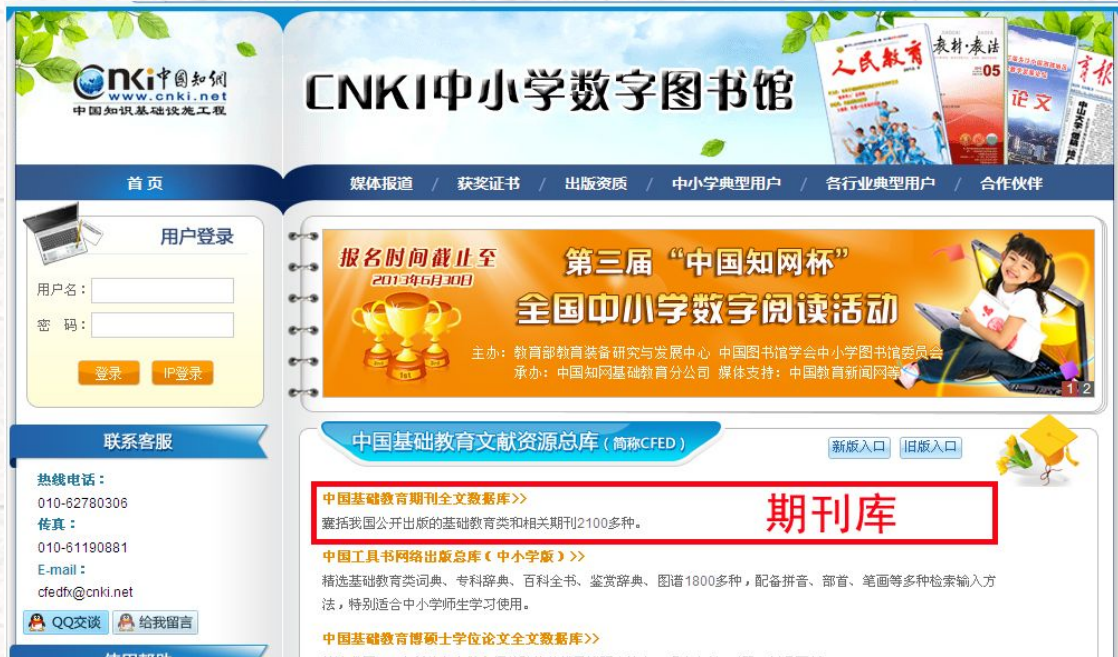 cnki中国知网
www.cnki.net
中国知识基础设施工程
CNKI中小学数字图书馆
人民教育
教材·教法
05
论文
育报
首页
媒体报道 / 获奖证书 / 出版资质 / 中小学典型用户 / 各行业典型用户 / 合作伙伴
用户登录
用户名：
密 码：
登录 IP登录
报名时间截止至
2013年6月30日
第三届“中国知网杯”
全国中小学数字阅读活动
主办：教育部教育装备研究与发展中心 中国图书馆学会中小学图书馆委员会
承办：中国知网基础教育分公司 媒体支持：中国教育新闻网等
1st
1 2
联系客服
热线电话：
010-62780306
传真：
010-61190881
E-mail：
cfedfx@cnki.net
QQ交谈 给我留言
中国基础教育文献资源总库（简称CFED）
新版入口 旧版入口
中国基础教育期刊全文数据库>>
囊括我国公开出版的基础教育类和相关期刊2100多种。
期刊库
中国工具书网络出版总库（中小学版）>>
精选基础教育类词典、专科辞典、百科全书、鉴赏辞典、图谱1800多种，配备拼音、部首、笔画等多种检索输入方
法，特别适合中小学师生学习使用。
中国基础教育博硕士学位论文全文数据库>>